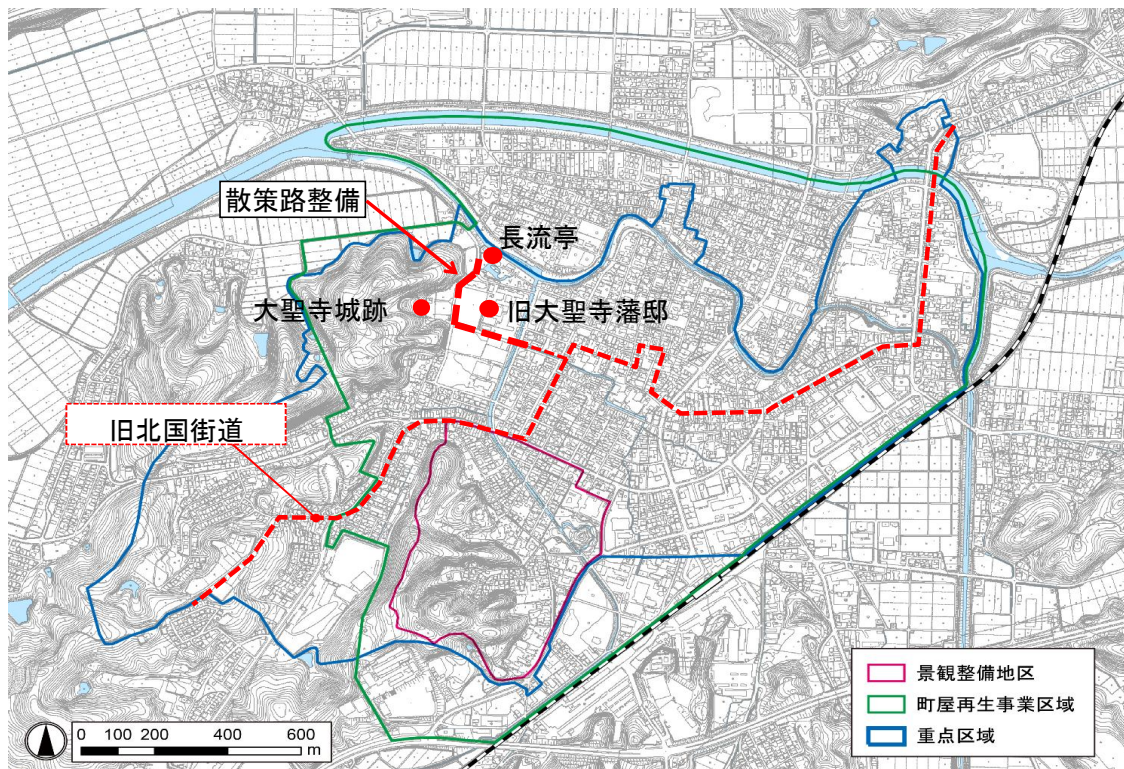 散策路整備
長流亭
大聖寺城跡
旧大聖寺藩邸
旧北国街道
景観整備地区
町屋再生事業区域
重点区域
0 100 200 400 600
m